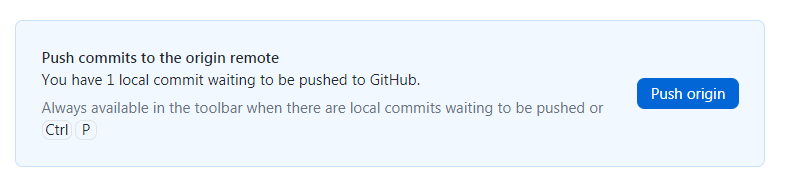 Push commits to the origin remote
You have 1 local commit waiting to be pushed to GitHub.
Push origin
Always available in the toolbar when there are local commits waiting to be pushed or
Ctrl P